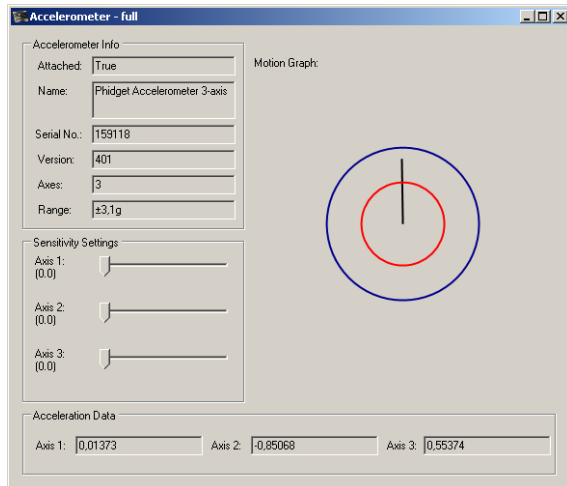 Accelerometer - full
Accelerometer Info
Attached: True
Name: Phidget Accelerometer 3-axis
Serial No.: 159118
Version: 401
Axes: 3
Range: ±3,1g
Motion Graph:
Sensitivity Settings
Axis 1:
(0.0)
Axis 2:
(0.0)
Axis 3:
(0.0)
Acceleration Data
Axis 1: 0,01373 Axis 2: -0,85068 Axis 3: 0,55374